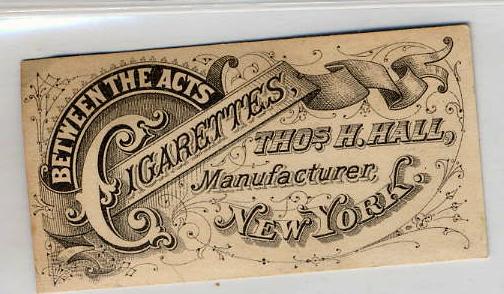 BETWEEN THE ACTS
CIGARETTES,
THOS H. HALL,
Manufacturer,
NEW YORK.